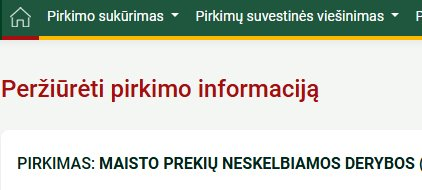 Pirkimo sukūrimas Pirkimų suvestinės viešinimas P
Peržiūrėti pirkimo informaciją
PIRKIMAS: MAISTO PREKIŲ NESKELBIAMOS DERYBOS (